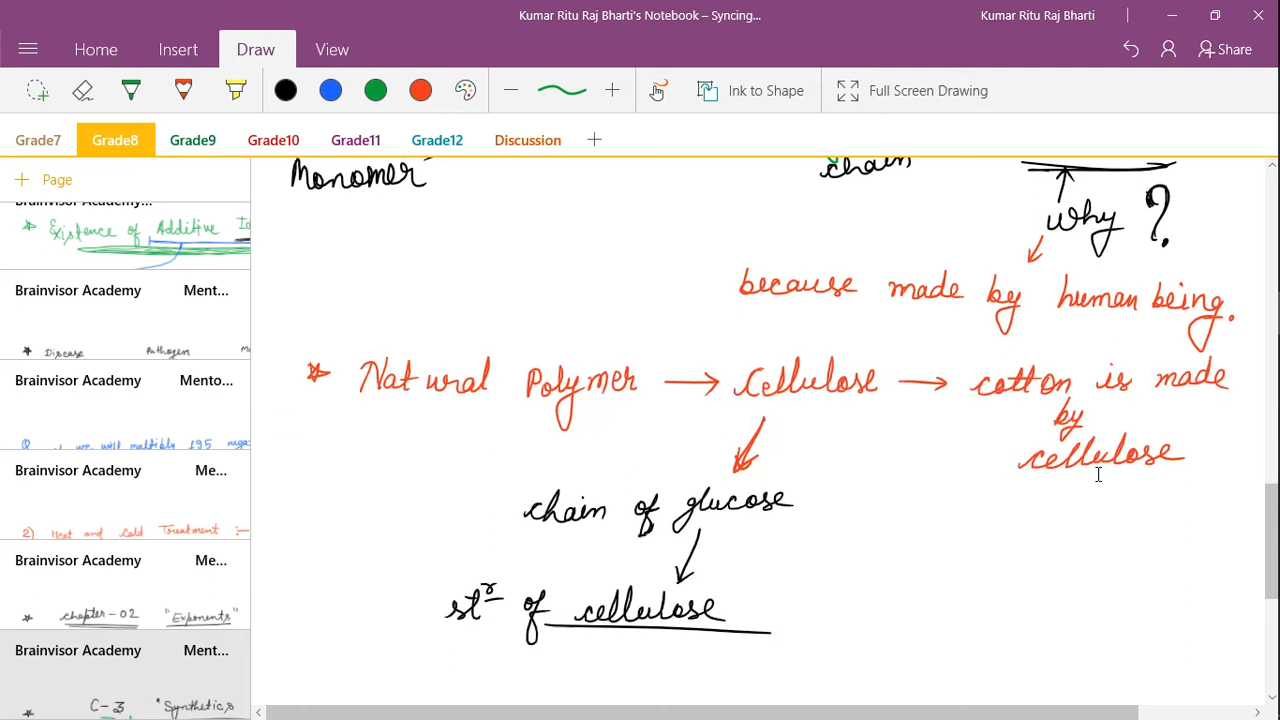 Kumar Ritu Raj Bharti's Notebook – Syncing...
Kumar Ritu Raj Bharti
Home Insert Draw View
Share
Ink to Shape
Full Screen Drawing
Grade7 Grade8 Grade9 Grade10 Grade11 Grade12 Discussion
Page
Brainvisor Academy...
* Existence of Additive
Brainvisor Academy Ment...
* Disease Pathogen
Brainvisor Academy Mento...
Brainvisor Academy Me...
2) Heat and Cold Treatment :-
Brainvisor Academy Me...
* chapter-02 "Exponents"
Brainvisor Academy Ment...
* C-3 "Synthetics
Monomer
chain
why ?
because made by human being.
* Natural Polymer → Cellulose → cotton is made
by
cellulose
chain of glucose
str of cellulose